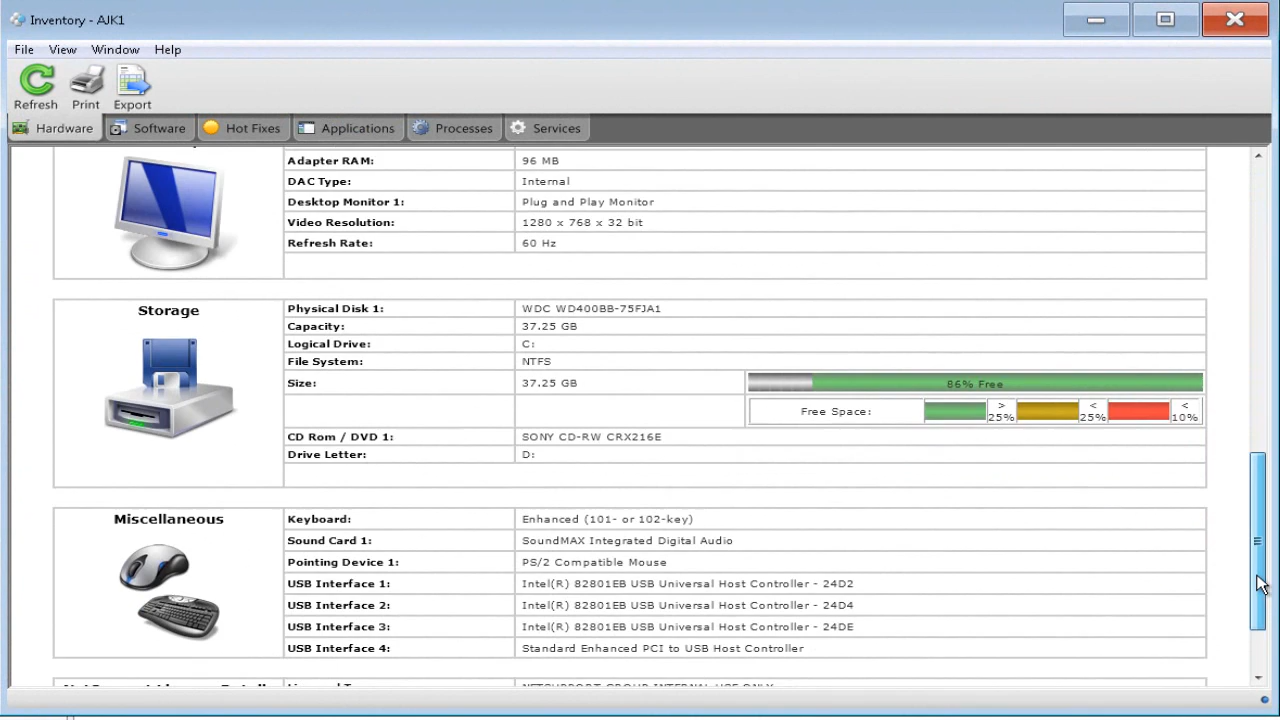 Inventory - AJK1
File View Window Help
Refresh Print Export
Hardware Software Hot Fixes Applications Processes Services
Adapter RAM: 96 MB
DAC Type: Internal
Desktop Monitor 1: Plug and Play Monitor
Video Resolution: 1280 x 768 x 32 bit
Refresh Rate: 60 Hz
Storage
Physical Disk 1: WDC WD400BB-75FJA1
Capacity: 37.25 GB
Logical Drive: C:
File System: NTFS
Size: 37.25 GB 86% Free
Free Space: > 25% < 25% < 10%
CD Rom / DVD 1: SONY CD-RW CRX216E
Drive Letter: D:
Miscellaneous
Keyboard: Enhanced (101- or 102-key)
Sound Card 1: SoundMAX Integrated Digital Audio
Pointing Device 1: PS/2 Compatible Mouse
USB Interface 1: Intel(R) 82801EB USB Universal Host Controller - 24D2
USB Interface 2: Intel(R) 82801EB USB Universal Host Controller - 24D4
USB Interface 3: Intel(R) 82801EB USB Universal Host Controller - 24DE
USB Interface 4: Standard Enhanced PCI to USB Host Controller
NETSUPPORT GROUP INTERNAL USE ONLY